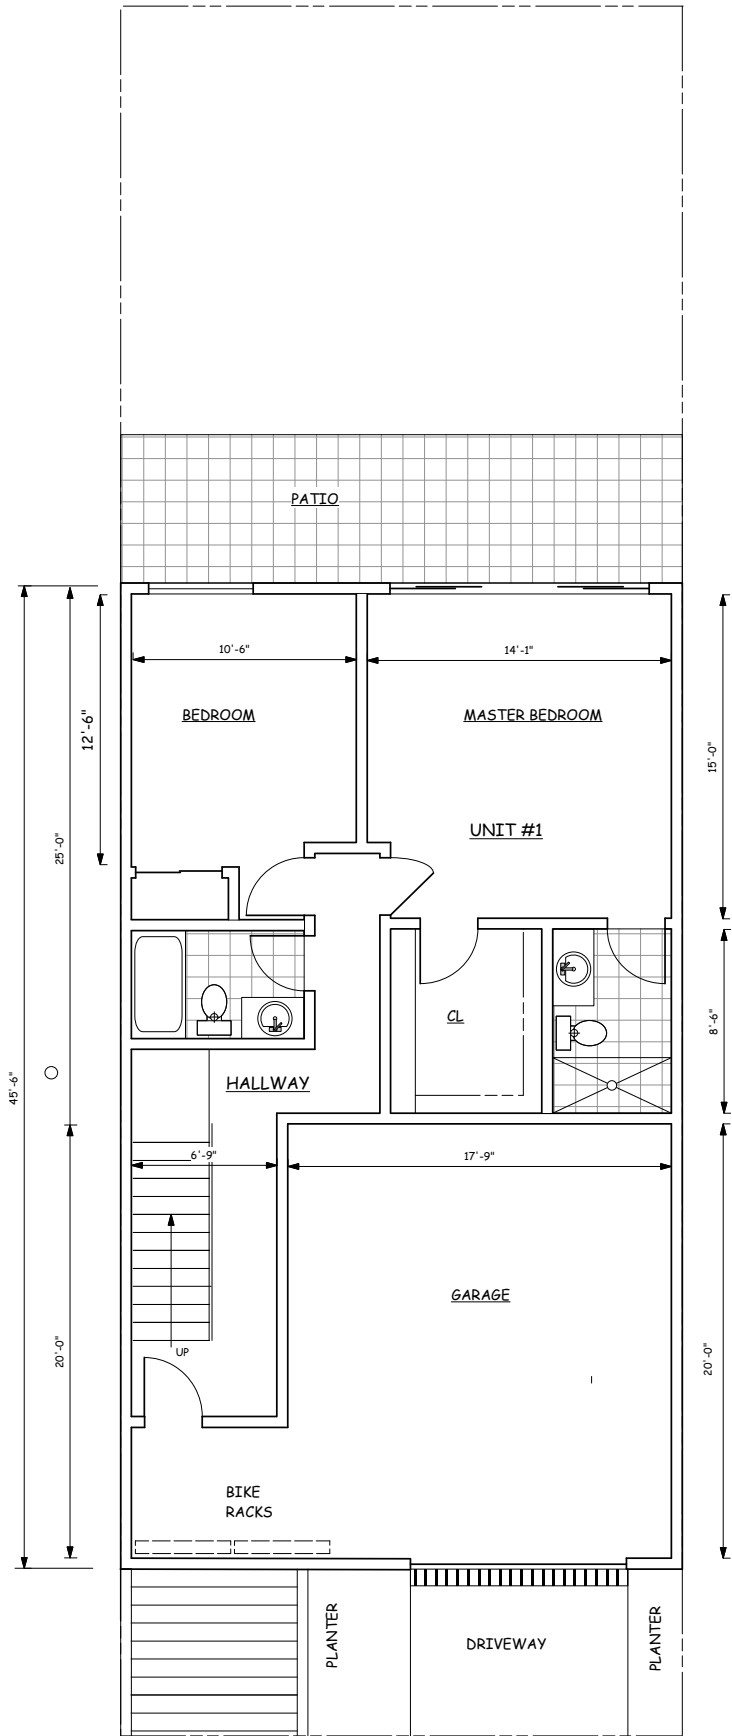 PATIO
10'-6"
14'-1"
12'-6"
BEDROOM
MASTER BEDROOM
15'-0"
UNIT #1
25'-0"
CL
8'-6"
45'-6"
HALLWAY
6'-9"
17'-9"
GARAGE
20'-0"
UP
20'-0"
BIKE
RACKS
PLANTER
DRIVEWAY
PLANTER